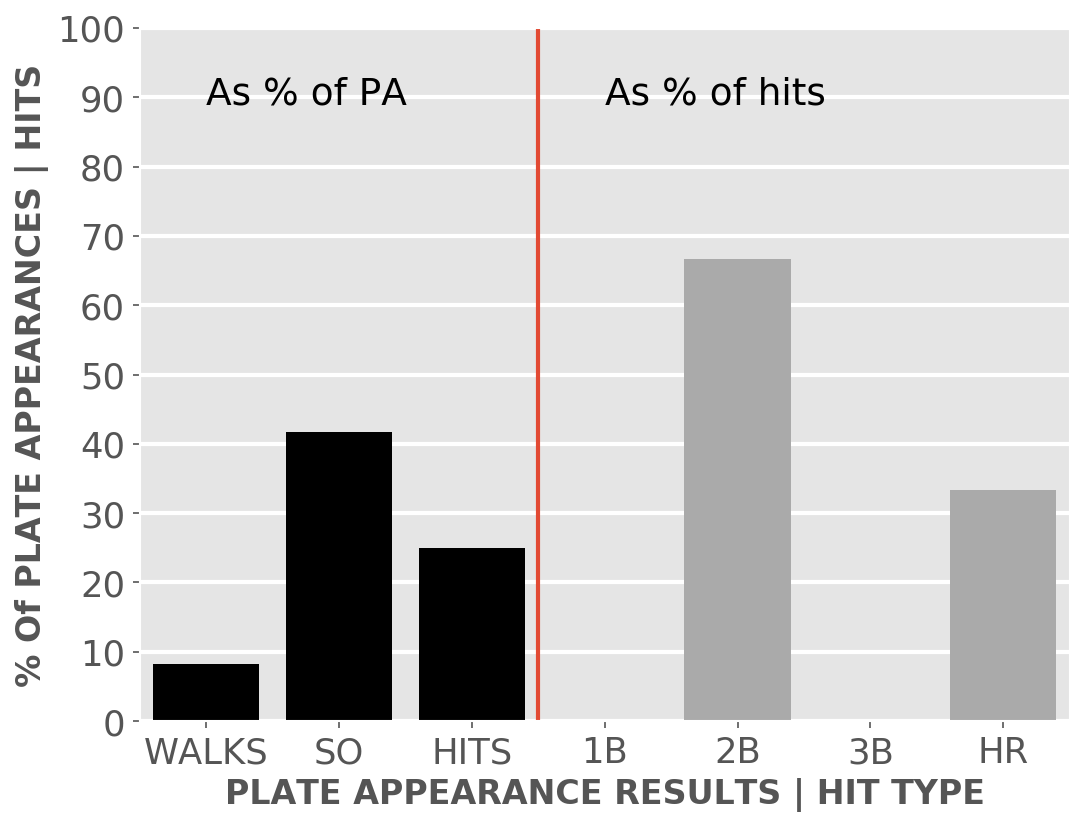 % Of PLATE APPEARANCES | HITS
100
90
80
70
60
50
40
30
20
10
0
As % of PA
As % of hits
WALKS SO HITS 1B 2B 3B HR
PLATE APPEARANCE RESULTS | HIT TYPE